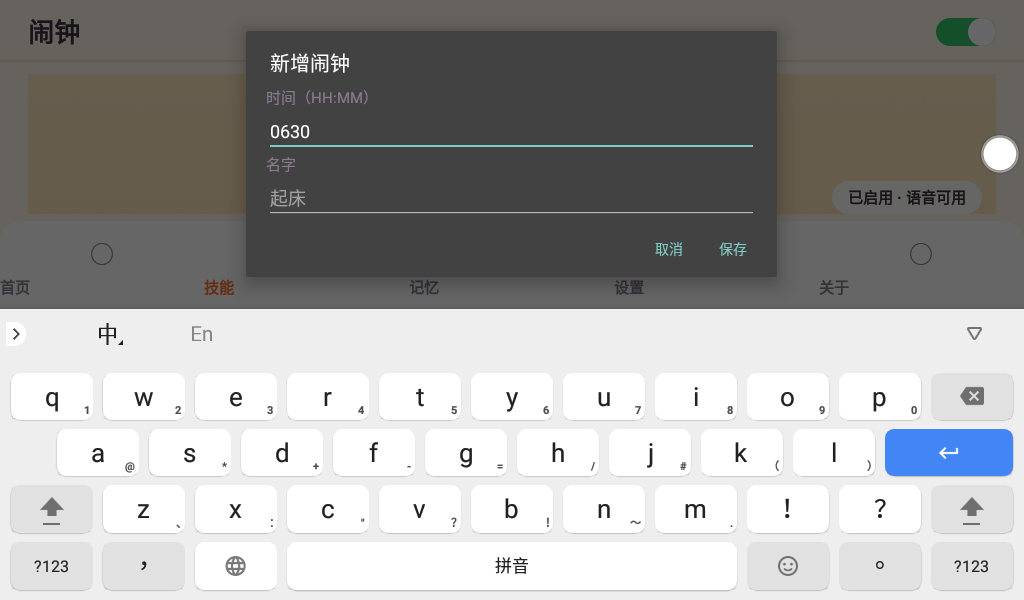 闹钟
新增闹钟
时间（HH:MM）
0630
名字
起床
已启用 · 语音可用
取消 保存
首页 技能 记忆 设置 关于
中 En
q 1 w 2 e 3 r 4 t 5 y 6 u 7 i 8 o 9 p 0
a @ s * d + f - g = h / j # k ( l )
z 、 x : c " v ? b ! n ～ m . ! ?
?123 , 拼音 。 ?123